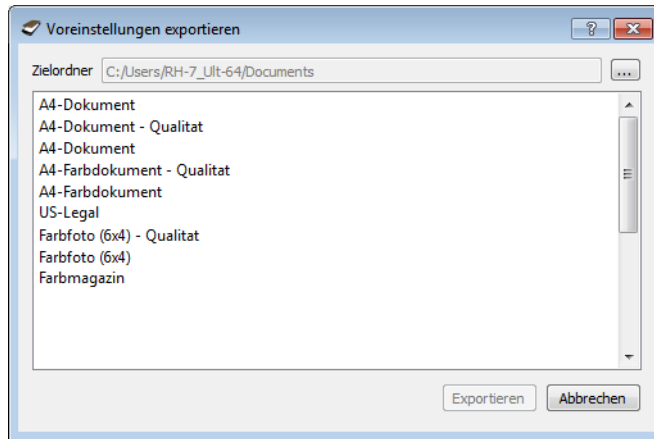 Voreinstellungen exportieren
Zielordner C:/Users/RH-7_Ult-64/Documents ...
A4-Dokument
A4-Dokument - Qualitat
A4-Dokument
A4-Farbdokument - Qualitat
A4-Farbdokument
US-Legal
Farbfoto (6x4) - Qualitat
Farbfoto (6x4)
Farbmagazin
Exportieren Abbrechen